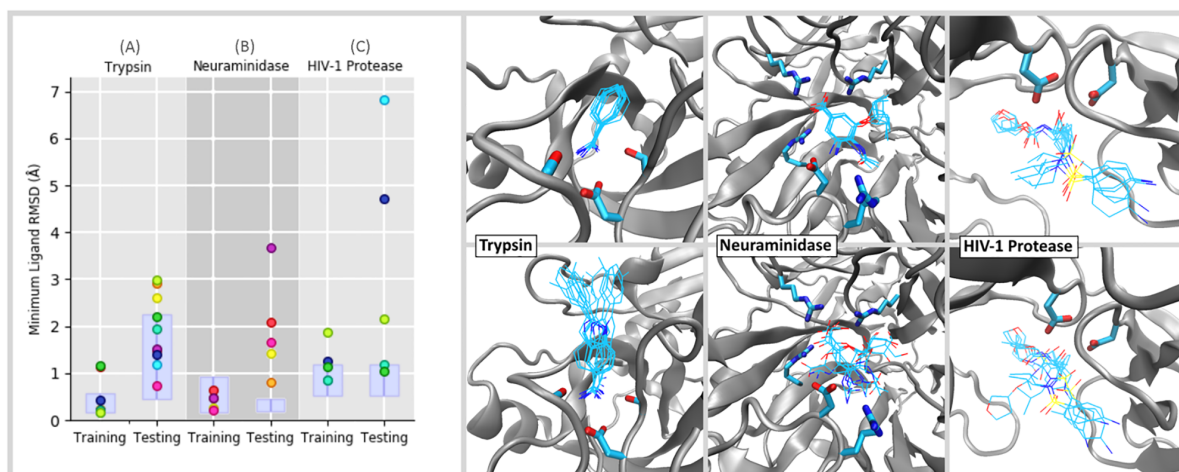 (A) (B) (C)
Trypsin Neuraminidase HIV-1 Protease
Minimum Ligand RMSD (Å)
7
6
5
4
3
2
1
0
Training Testing Training Testing Training Testing
Trypsin
Neuraminidase
HIV-1 Protease